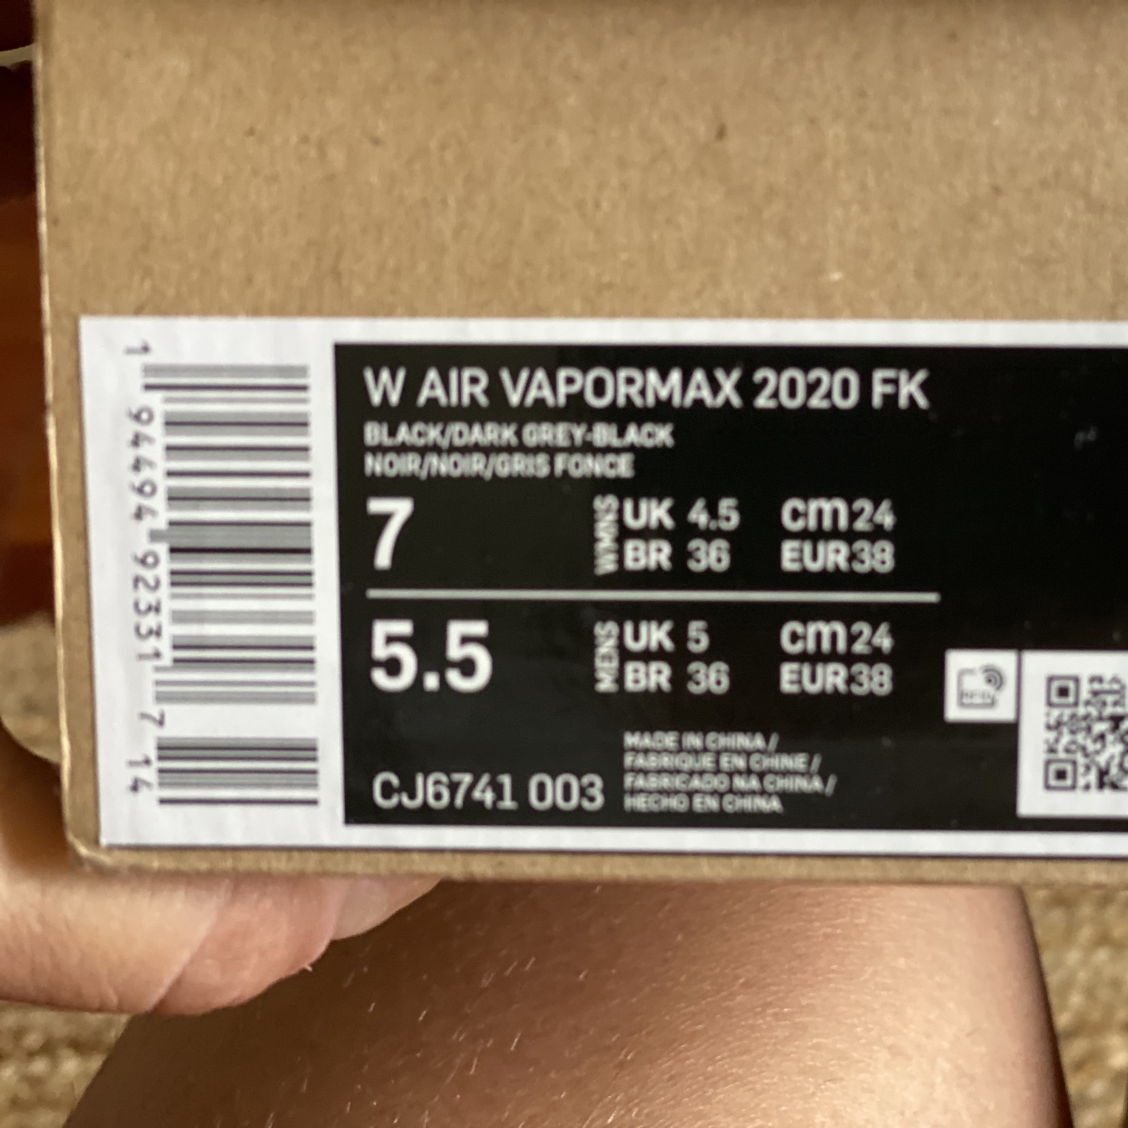 1 94494 92331 7 14
W AIR VAPORMAX 2020 FK
BLACK/DARK GREY-BLACK
NOIR/NOIR/GRIS FONCE
7 WMNS UK 4.5 cm 24
BR 36 EUR 38
5.5 MENS UK 5 cm 24
BR 36 EUR 38
CJ6741 003
MADE IN CHINA /
FABRIQUE EN CHINE /
FABRICADO NA CHINA /
HECHO EN CHINA